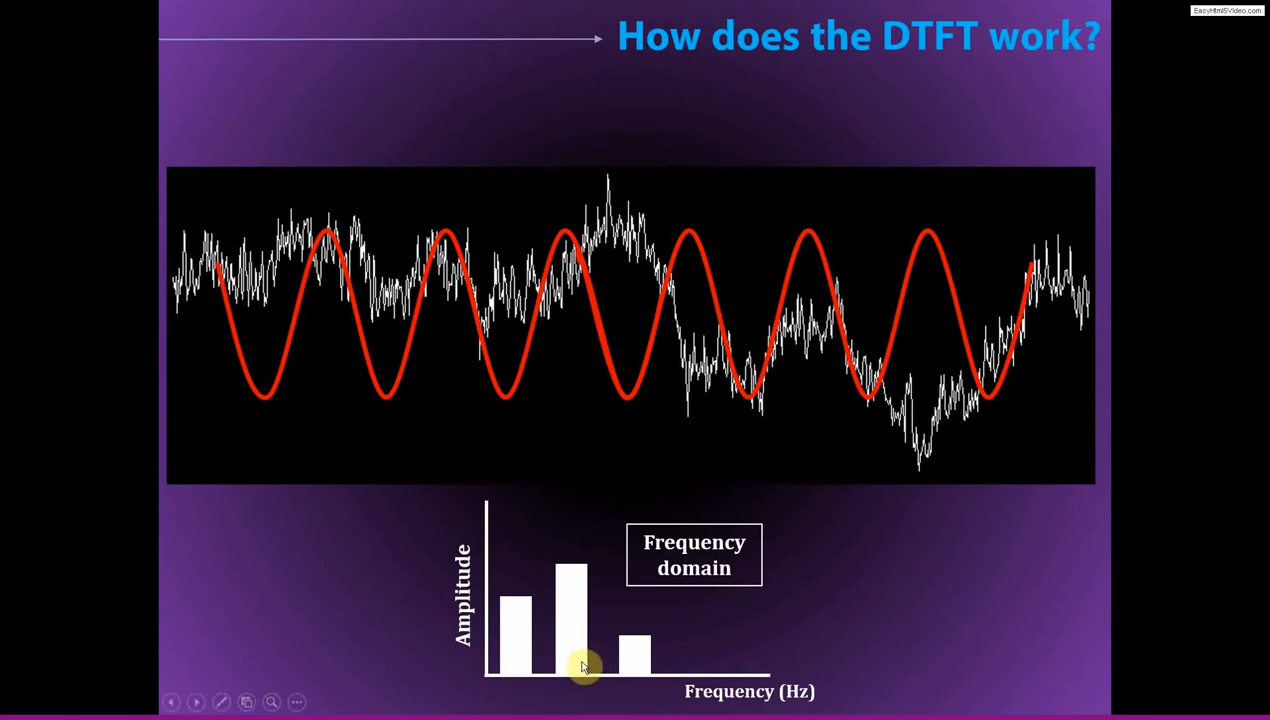 EasyHtml5Video.com
How does the DTFT work?
Frequency
domain
Amplitude
Frequency (Hz)